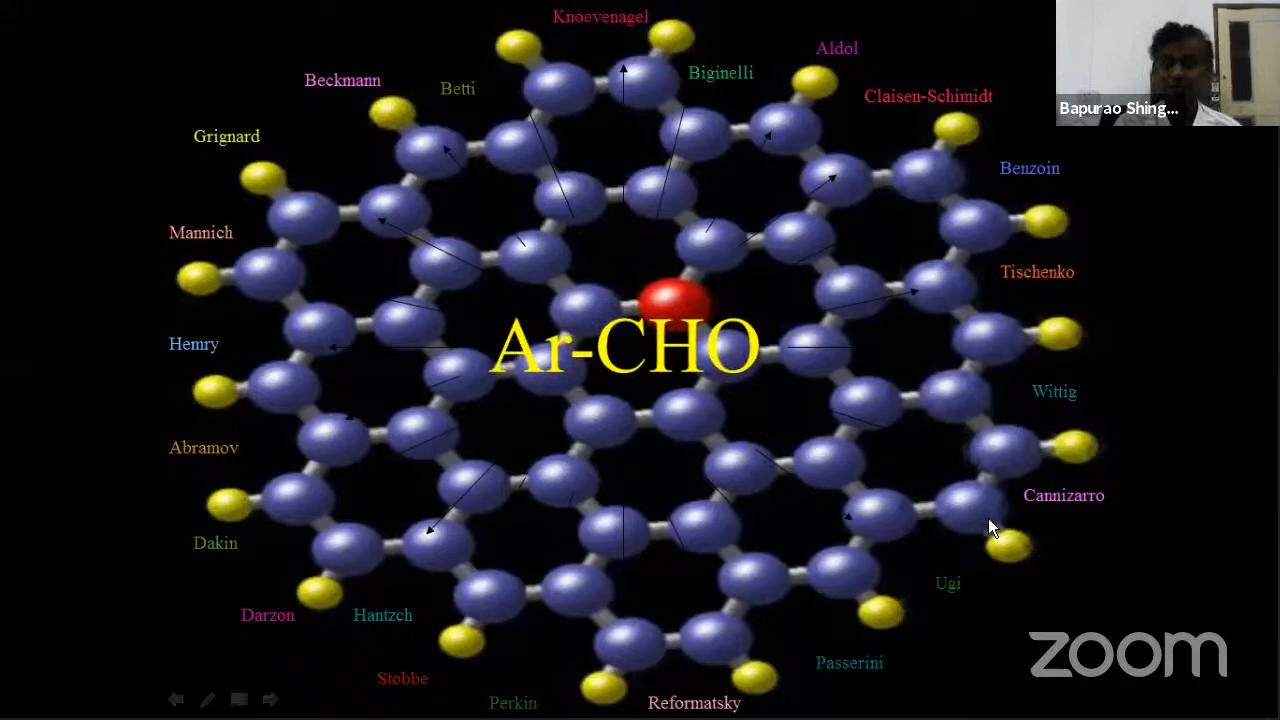 Knoevenagel
Aldol
Biginelli
Beckmann
Betti
Claisen-Schimidt
Bapurao Shing...
Grignard
Benzoin
Mannich
Tischenko
Hemry
Ar-CHO
Wittig
Abramov
Cannizarro
Dakin
Ugi
Darzon
Hantzch
Passerini
Stobbe
Perkin
Reformatsky
zoom